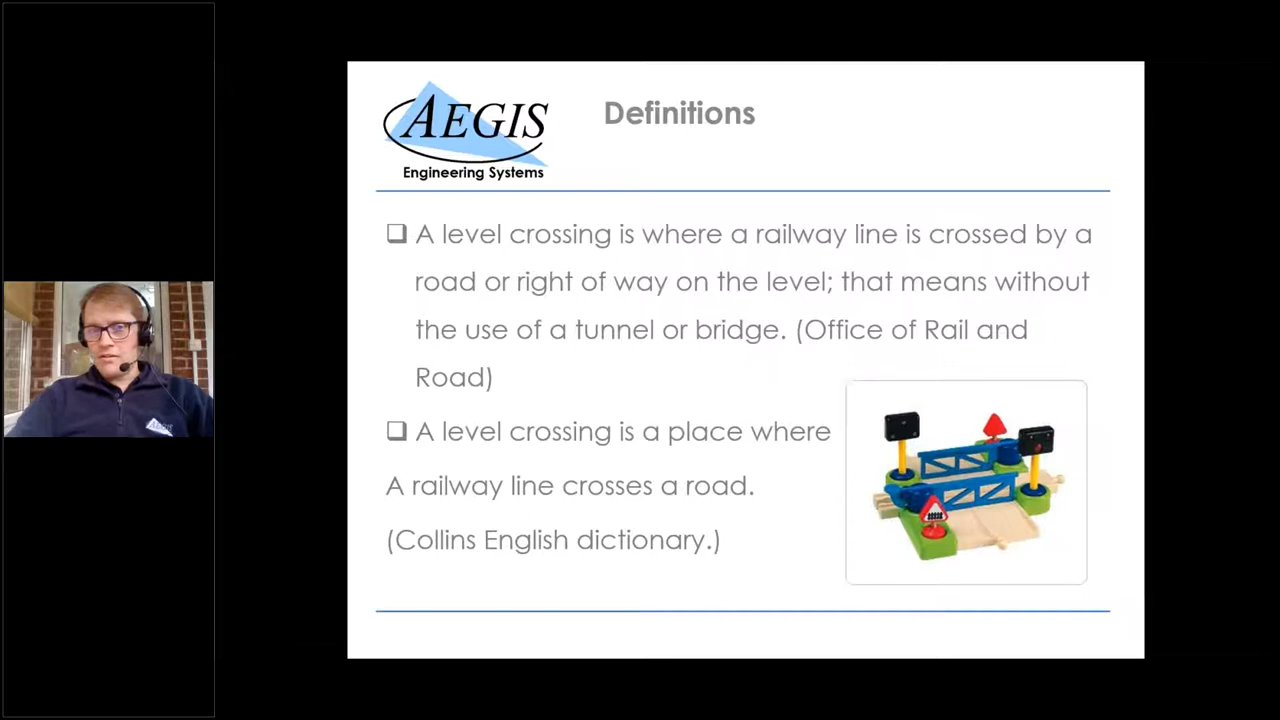 AEGIS
Engineering Systems
Definitions
❑ A level crossing is where a railway line is crossed by a
road or right of way on the level; that means without
the use of a tunnel or bridge. (Office of Rail and
Road)
❑ A level crossing is a place where
A railway line crosses a road.
(Collins English dictionary.)
AEGIS